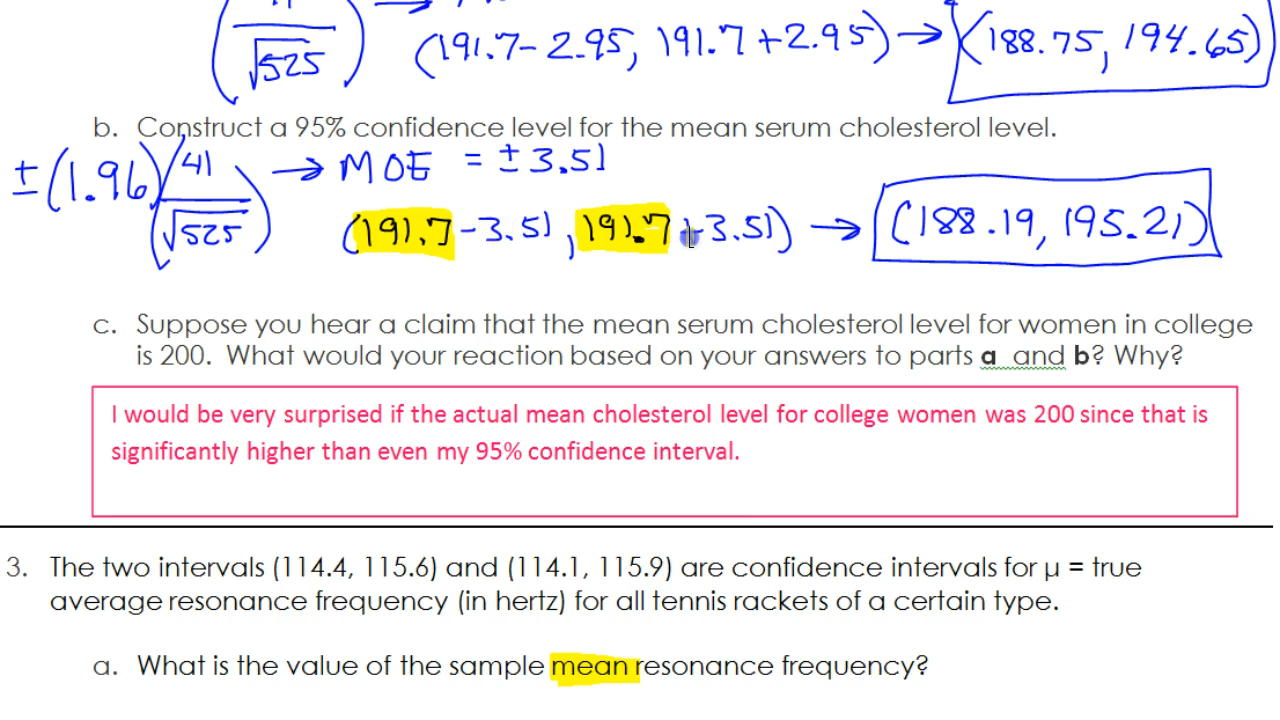 √525
(191.7-2.95, 191.7+2.95) → (188.75, 194.65)
b. Construct a 95% confidence level for the mean serum cholesterol level.
±(1.96)(41/√525) → MOE = ±3.51
(191.7-3.51, 191.7+3.51) → (188.19, 195.21)
c. Suppose you hear a claim that the mean serum cholesterol level for women in college
is 200. What would your reaction based on your answers to parts a and b? Why?
I would be very surprised if the actual mean cholesterol level for college women was 200 since that is
significantly higher than even my 95% confidence interval.
3. The two intervals (114.4, 115.6) and (114.1, 115.9) are confidence intervals for μ = true
average resonance frequency (in hertz) for all tennis rackets of a certain type.
a. What is the value of the sample mean resonance frequency?